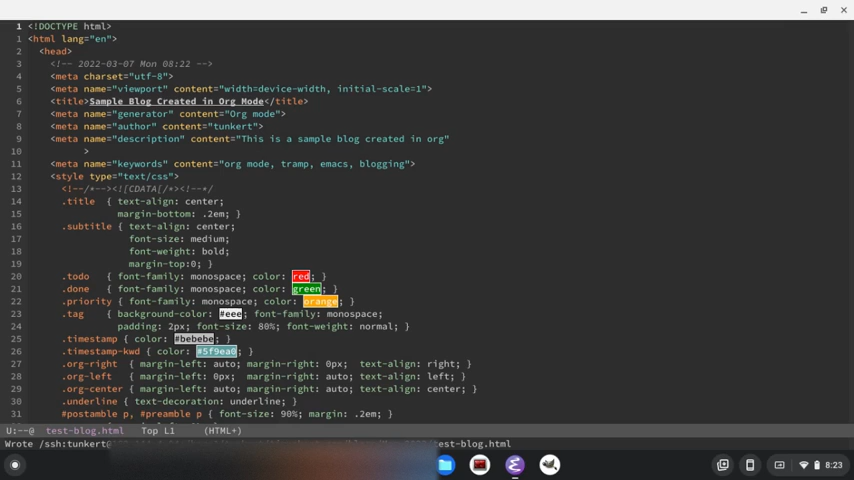 1 <!DOCTYPE html>
1 <html lang="en">
2 <head>
3 <!-- 2022-03-07 Mon 08:22 -->
4 <meta charset="utf-8">
5 <meta name="viewport" content="width=device-width, initial-scale=1">
6 <title>Sample Blog Created in Org Mode</title>
7 <meta name="generator" content="Org mode">
8 <meta name="author" content="tunkert">
9 <meta name="description" content="This is a sample blog created in org"
10 >
11 <meta name="keywords" content="org mode, tramp, emacs, blogging">
12 <style type="text/css">
13 <!--/*--><![CDATA[/*><!--*/
14 .title { text-align: center;
15 margin-bottom: .2em; }
16 .subtitle { text-align: center;
17 font-size: medium;
18 font-weight: bold;
19 margin-top:0; }
20 .todo { font-family: monospace; color: red; }
21 .done { font-family: monospace; color: green; }
22 .priority { font-family: monospace; color: orange; }
23 .tag { background-color: #eee; font-family: monospace;
24 padding: 2px; font-size: 80%; font-weight: normal; }
25 .timestamp { color: #bebebe; }
26 .timestamp-kwd { color: #5f9ea0; }
27 .org-right { margin-left: auto; margin-right: 0px; text-align: right; }
28 .org-left { margin-left: 0px; margin-right: auto; text-align: left; }
29 .org-center { margin-left: auto; margin-right: auto; text-align: center; }
30 .underline { text-decoration: underline; }
31 #postamble p, #preamble p { font-size: 90%; margin: .2em; }
U:--@ test-blog.html Top L1 (HTML+)
Wrote /ssh:tunkert@ /test-blog.html
8:23